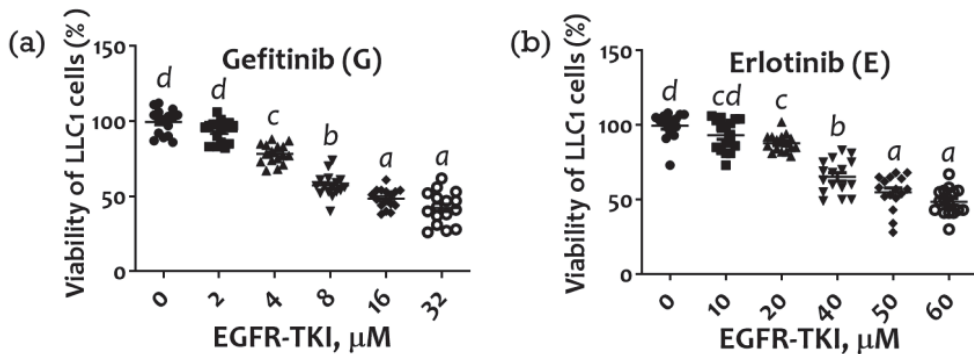 (a)
Viability of LLC1 cells (%)
Gefitinib (G)
150
100
50
0
d d c b a a
0 2 4 8 16 32
EGFR-TKI, μM
(b)
Viability of LLC1 cells (%)
Erlotinib (E)
150
100
50
0
d cd c b a a
0 10 20 40 50 60
EGFR-TKI, μM